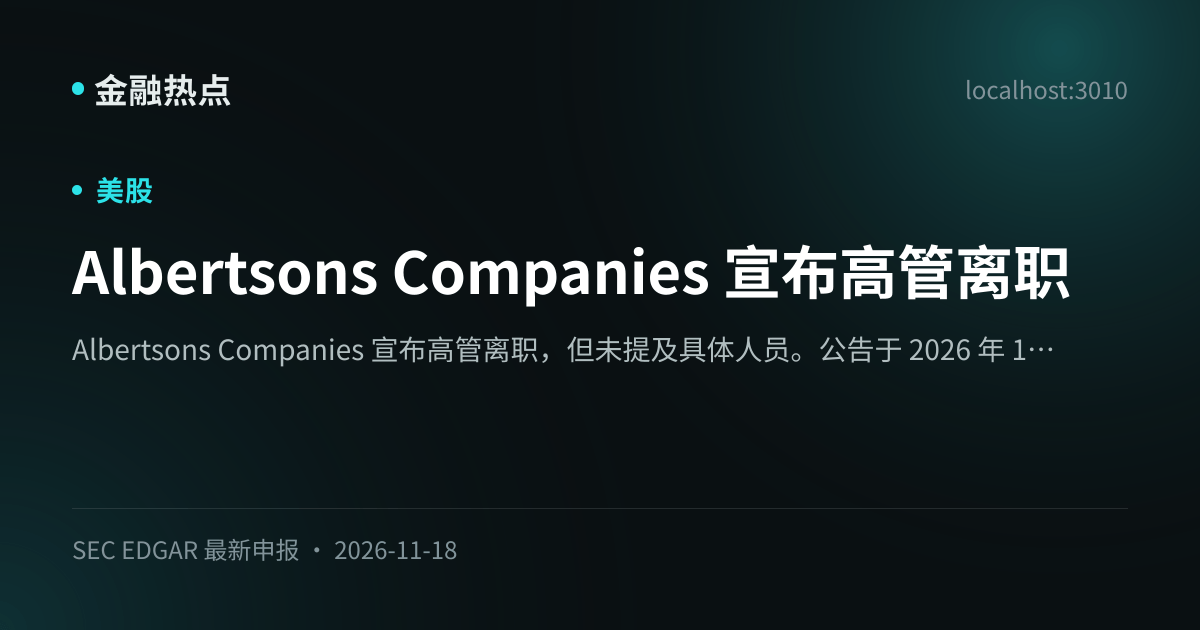 金融热点
localhost:3010
美股
Albertsons Companies 宣布高管离职
Albertsons Companies 宣布高管离职，但未提及具体人员。公告于 2026 年 1…
SEC EDGAR 最新申报 · 2026-11-18